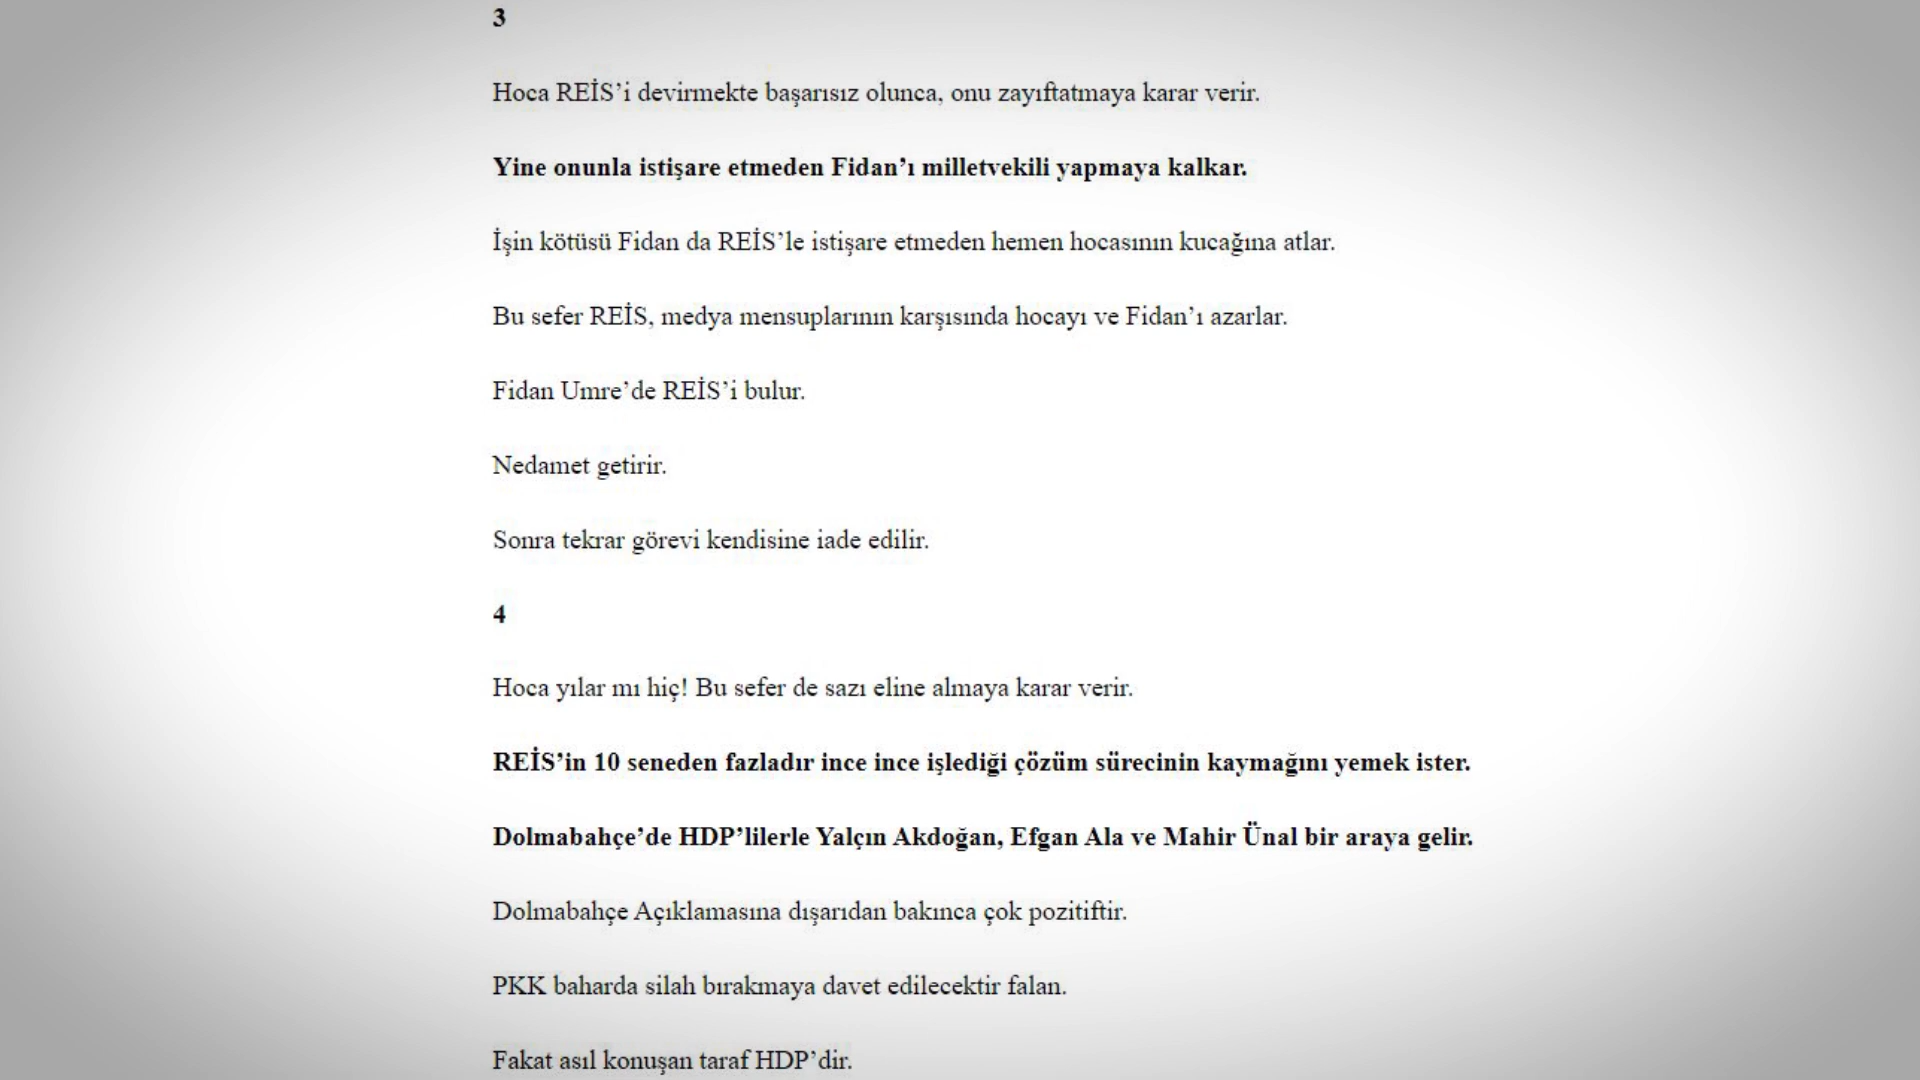 3
Hoca REİS’i devirmekte başarısız olunca, onu zayıftatmaya karar verir.
Yine onunla istişare etmeden Fidan’ı milletvekili yapmaya kalkar.
İşin kötüsü Fidan da REİS’le istişare etmeden hemen hocasının kucağına atlar.
Bu sefer REİS, medya mensuplarının karşısında hocayı ve Fidan’ı azarlar.
Fidan Umre’de REİS’i bulur.
Nedamet getirir.
Sonra tekrar görevi kendisine iade edilir.
4
Hoca yılar mı hiç! Bu sefer de sazı eline almaya karar verir.
REİS’in 10 seneden fazladır ince ince işlediği çözüm sürecinin kaymağını yemek ister.
Dolmabahçe’de HDP’lilerle Yalçın Akdoğan, Efgan Ala ve Mahir Ünal bir araya gelir.
Dolmabahçe Açıklamasına dışarıdan bakınca çok pozitiftir.
PKK baharda silah bırakmaya davet edilecektir falan.
Fakat asıl konuşan taraf HDP’dir.